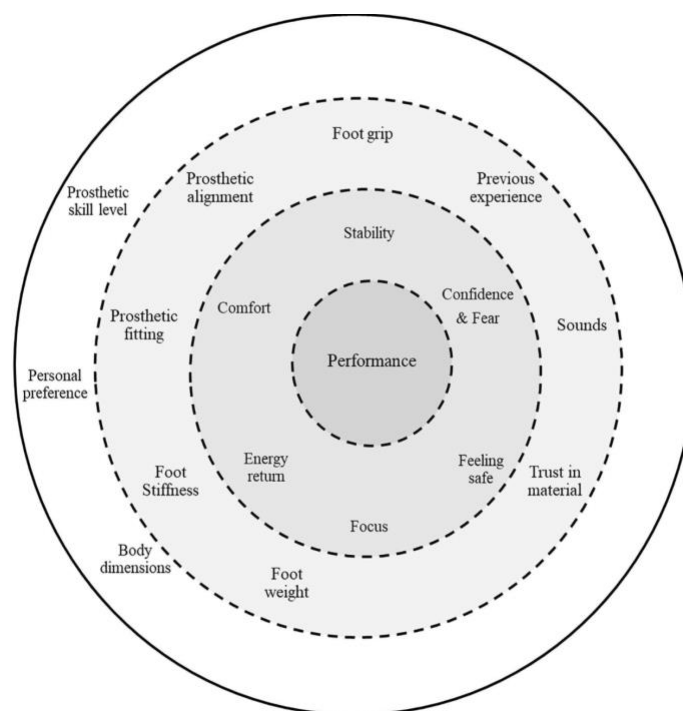 Foot grip
Prosthetic
alignment
Previous
experience
Prosthetic
skill level
Stability
Confidence
& Fear
Comfort
Prosthetic
fitting
Sounds
Performance
Personal
preference
Energy
return
Feeling
safe
Foot
Stiffness
Trust in
material
Focus
Body
dimensions
Foot
weight